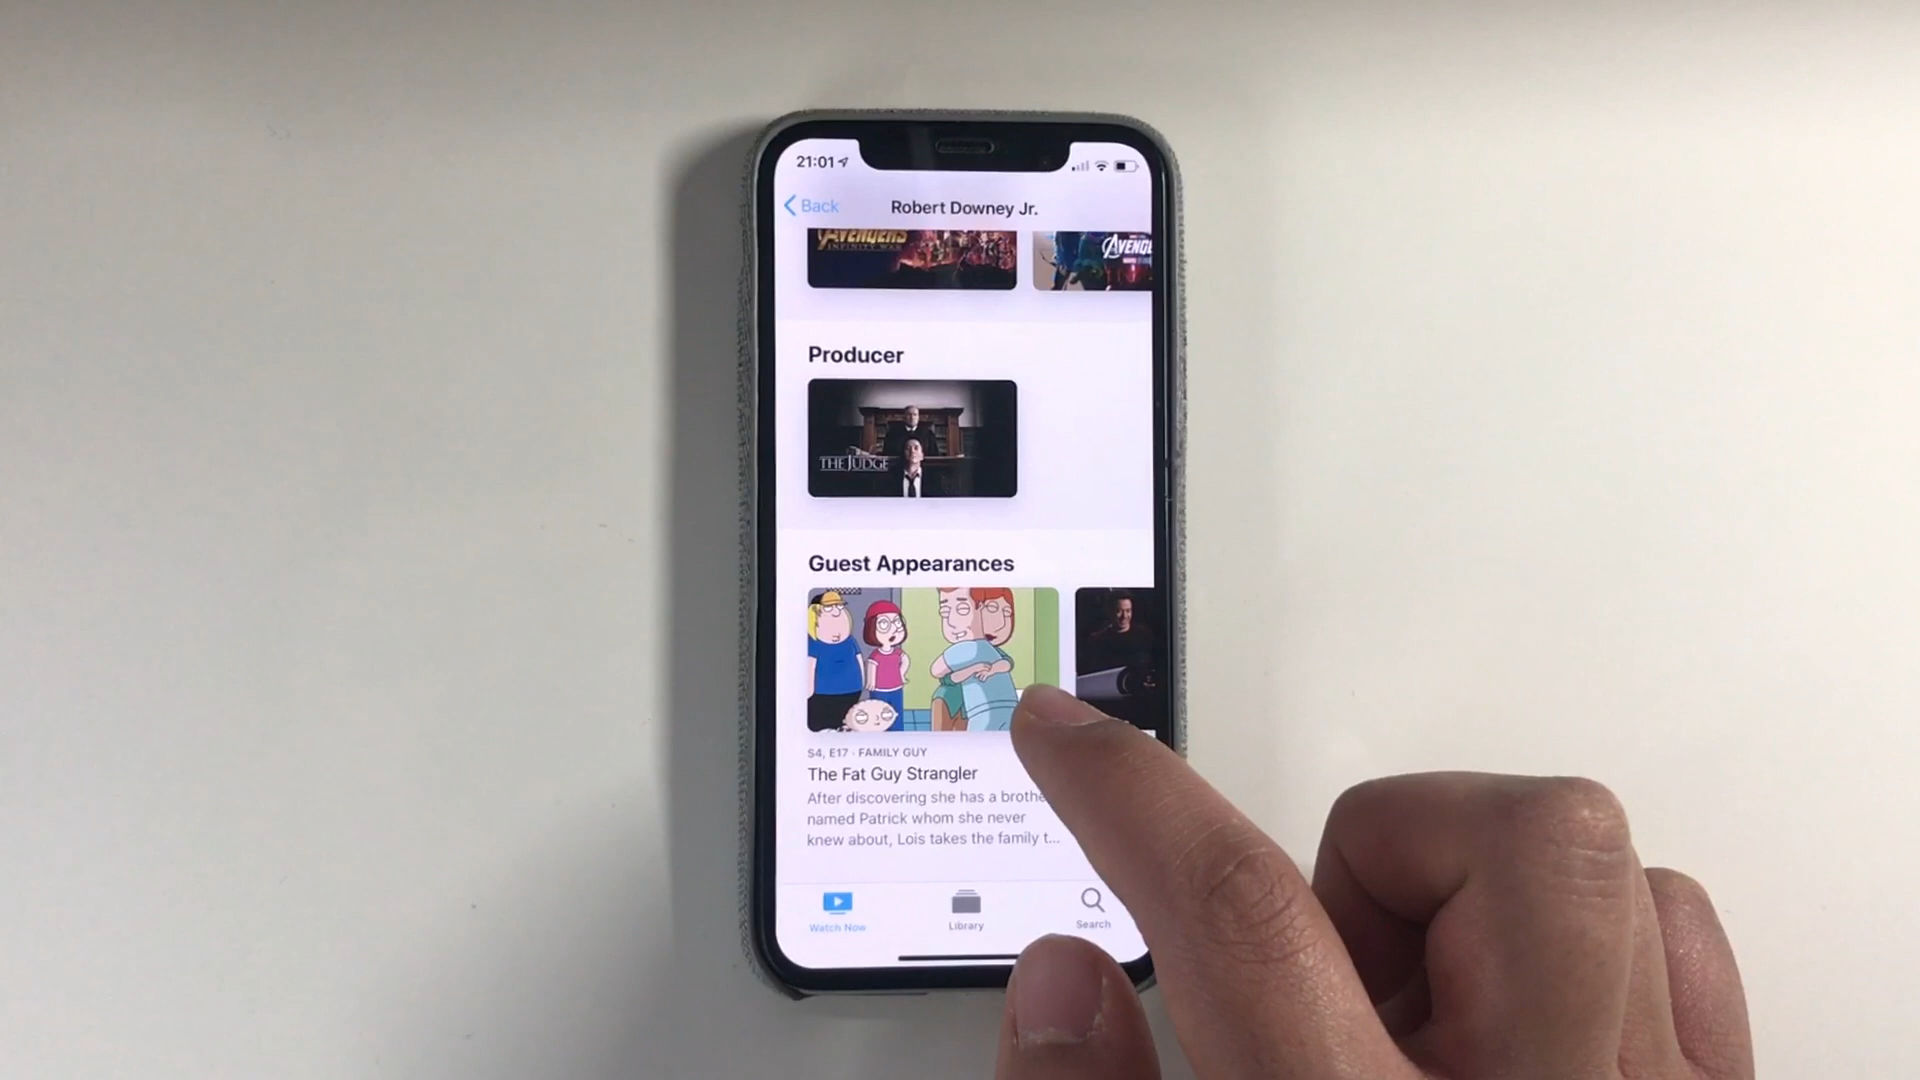 21:01
Back
Robert Downey Jr.
AVENGERS
INFINITY WAR
AVENGE
Producer
THE JUDGE
Guest Appearances
S4, E17 · FAMILY GUY
The Fat Guy Strangler
After discovering she has a brothe
named Patrick whom she never
knew about, Lois takes the family t...
Watch Now
Library
Search